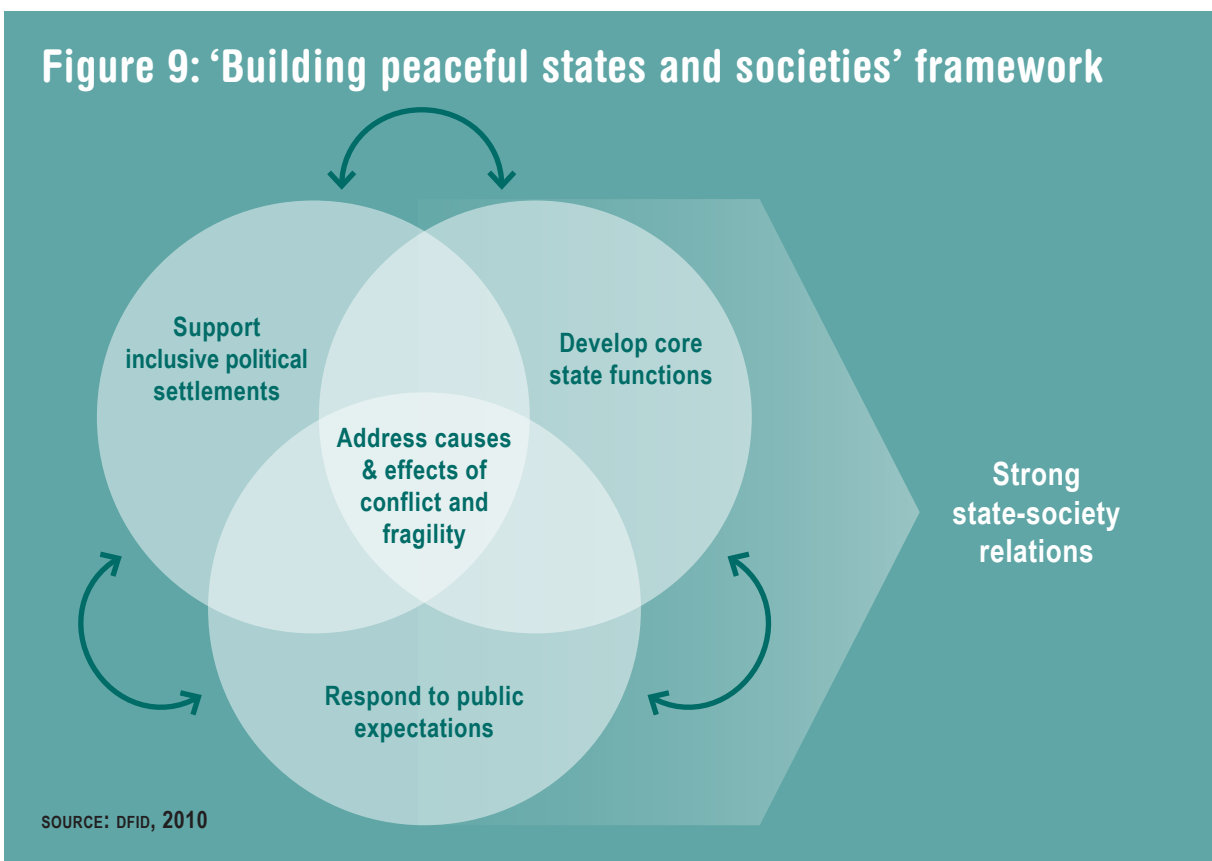 Figure 9: ‘Building peaceful states and societies’ framework
Support
inclusive political
settlements
Develop core
state functions
Address causes
& effects of
conflict and
fragility
Strong
state-society
relations
Respond to public
expectations
SOURCE: DFID, 2010